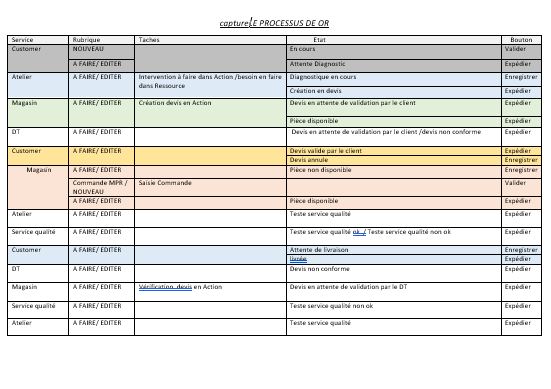 captureLE PROCESSUS DE OR
Service Rubrique Taches Etat Bouton
Customer NOUVEAU En cours Valider
A FAIRE/ EDITER Attente Diagnostic Expédier
Atelier A FAIRE/ EDITER Intervention à faire dans Action /besoin en faire Diagnostique en cours Enregistrer
dans Ressource Création en devis Expédier
Magasin A FAIRE/ EDITER Création devis en Action Devis en attente de validation par le client Expédier
Pièce disponible Expédier
DT A FAIRE/ EDITER Devis en attente de validation par le client /devis non conforme Expédier
Customer A FAIRE/ EDITER Devis valide par le client Expédier
Devis annule Enregistrer
Magasin A FAIRE/ EDITER Pièce non disponible Expédier
Commande MPR / Saisie Commande Valider
NOUVEAU
A FAIRE/ EDITER Pièce disponible Expédier
Atelier A FAIRE/ EDITER Teste service qualité Expédier
Service qualité A FAIRE/ EDITER Teste service qualité ok / Teste service qualité non ok Expédier
Customer A FAIRE/ EDITER Attente de livraison Enregistrer
livrée Expédier
DT A FAIRE/ EDITER Devis non conforme Expédier
Magasin A FAIRE/ EDITER Vérification devis en Action Devis en attente de validation par le DT Expédier
Service qualité A FAIRE/ EDITER Teste service qualité non ok Expédier
Atelier A FAIRE/ EDITER Teste service qualité Expédier